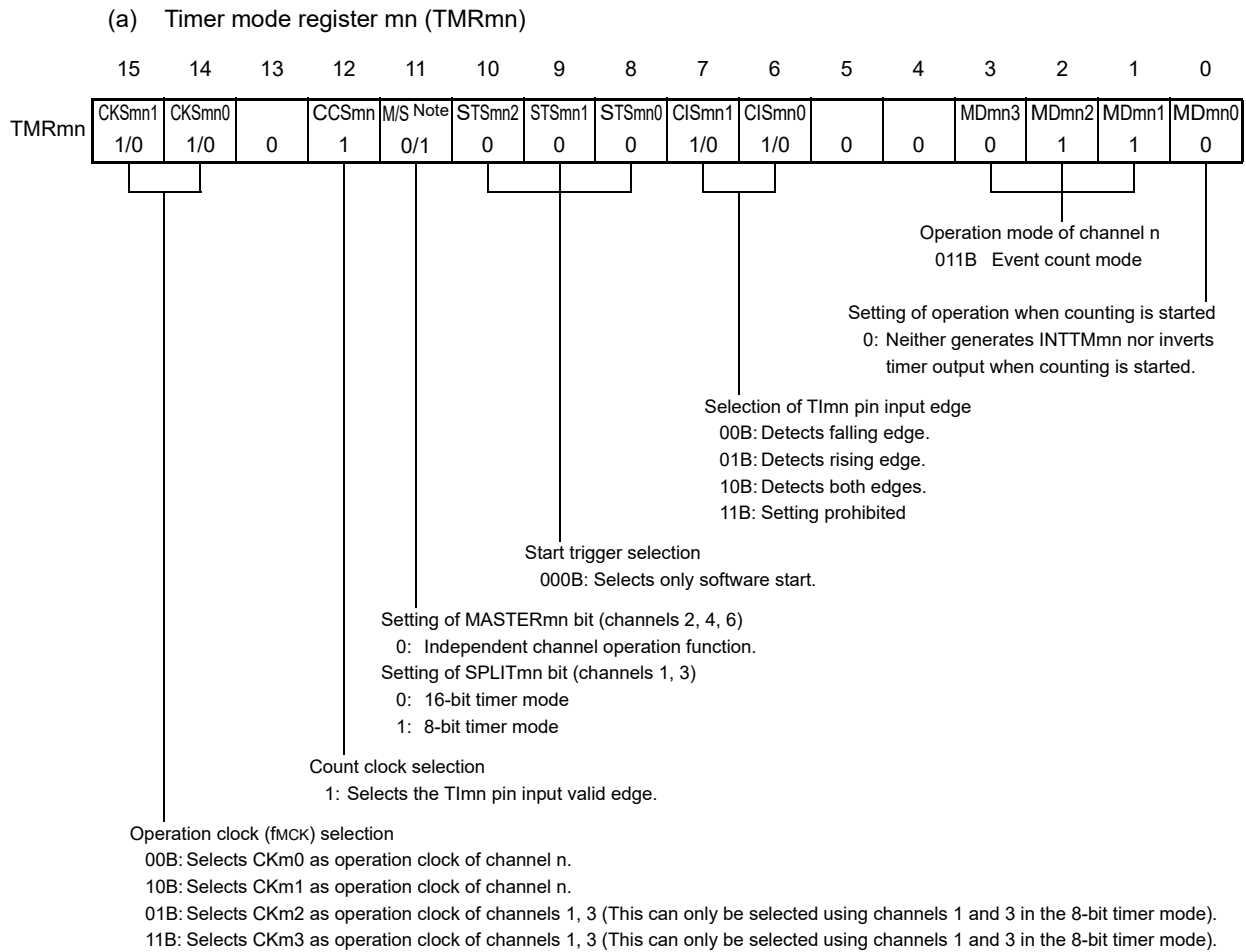 (a) Timer mode register mn (TMRmn)
15 14 13 12 11 10 9 8 7 6 5 4 3 2 1 0
TMRmn
CKSmn1 CKSmn0 CCSmn M/S Note STSmn2 STSmn1 STSmn0 CISmn1 CISmn0 MDmn3 MDmn2 MDmn1 MDmn0
1/0 1/0 0 1 0/1 0 0 0 1/0 1/0 0 0 0 1 1 0
Operation mode of channel n
011B Event count mode
Setting of operation when counting is started
0: Neither generates INTTMmn nor inverts
timer output when counting is started.
Selection of TImn pin input edge
00B: Detects falling edge.
01B: Detects rising edge.
10B: Detects both edges.
11B: Setting prohibited
Start trigger selection
000B: Selects only software start.
Setting of MASTERmn bit (channels 2, 4, 6)
0: Independent channel operation function.
Setting of SPLITmn bit (channels 1, 3)
0: 16-bit timer mode
1: 8-bit timer mode
Count clock selection
1: Selects the TImn pin input valid edge.
Operation clock (fMCK) selection
00B: Selects CKm0 as operation clock of channel n.
10B: Selects CKm1 as operation clock of channel n.
01B: Selects CKm2 as operation clock of channels 1, 3 (This can only be selected using channels 1 and 3 in the 8-bit timer mode).
11B: Selects CKm3 as operation clock of channels 1, 3 (This can only be selected using channels 1 and 3 in the 8-bit timer mode).